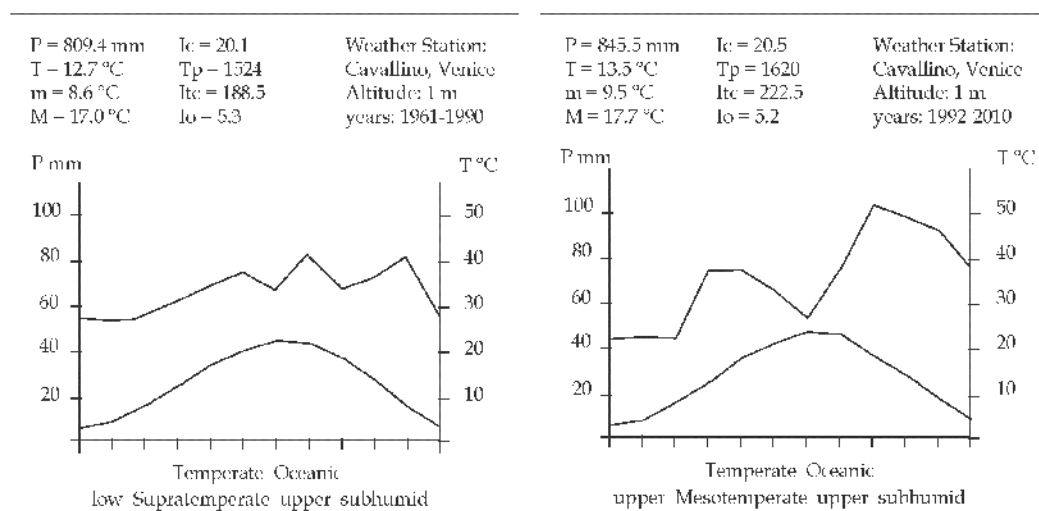 P = 809.4 mm Ic = 20.1 Weather Station:
T – 12.7 °C Tp – 1524 Cavallino, Venice
m = 8.6 °C Itc = 188.5 Altitude: 1 m
M – 17.0 °C Io – 5.3 years: 1961-1990
P mm T °C
100 50
80 40
60 30
40 20
20 10
Temperate Oceanic
low Supratemperate upper subhumid
P = 845.5 mm Ic = 20.5 Weather Station:
T = 13.5 °C Tp = 1620 Cavallino, Venice
m = 9.5 °C Itc = 222.5 Altitude: 1 m
M = 17.7 °C Io = 5.2 years: 1992 2010
P mm T °C
100 50
80 40
60 30
40 20
20 10
Temperate Oceanic
upper Mesotemperate upper subhumid